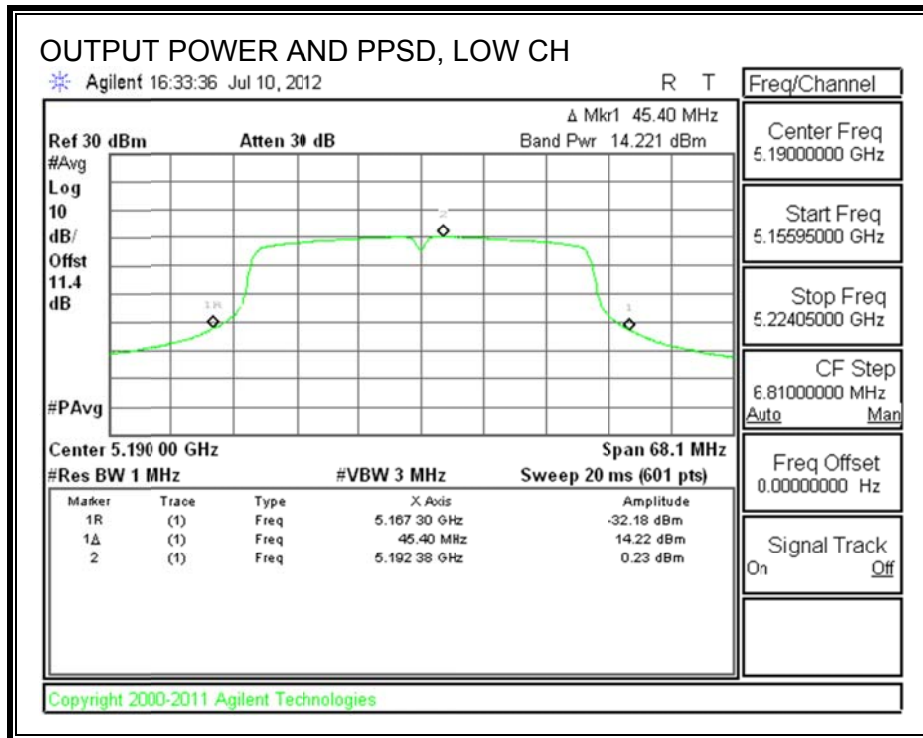 OUTPUT POWER AND PPSD, LOW CH
Agilent 16:33:36 Jul 10, 2012 R T
Freq/Channel
Δ Mkr1 45.40 MHz
Ref 30 dBm Atten 30 dB Band Pwr 14.221 dBm
#Avg
Log
10
dB/
Offst
11.4
dB
2
1R
1
#PAvg
Center 5.190 00 GHz Span 68.1 MHz
#Res BW 1 MHz #VBW 3 MHz Sweep 20 ms (601 pts)
Marker Trace Type X Axis Amplitude
1R (1) Freq 5.167 30 GHz -32.18 dBm
1Δ (1) Freq 45.40 MHz 14.22 dBm
2 (1) Freq 5.192 38 GHz 0.23 dBm
Center Freq
5.19000000 GHz
Start Freq
5.15595000 GHz
Stop Freq
5.22405000 GHz
CF Step
6.81000000 MHz
Auto Man
Freq Offset
0.00000000 Hz
Signal Track
On Off
Copyright 2000-2011 Agilent Technologies